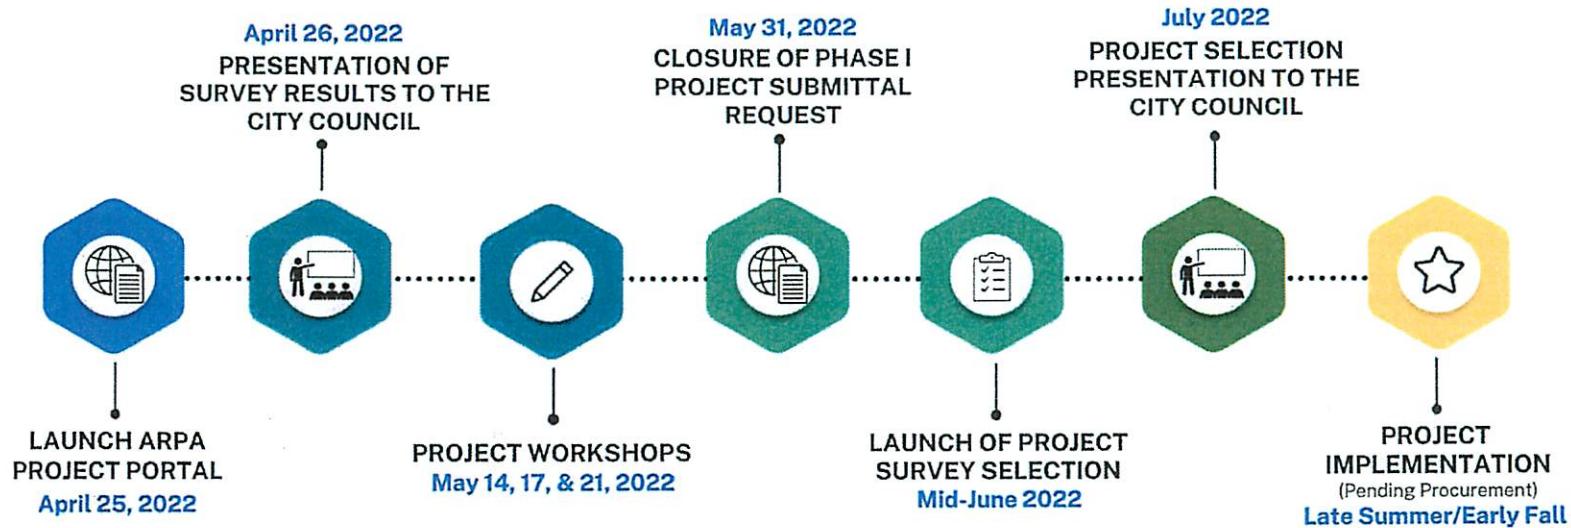 April 26, 2022
PRESENTATION OF
SURVEY RESULTS TO THE
CITY COUNCIL
May 31, 2022
CLOSURE OF PHASE I
PROJECT SUBMITTAL
REQUEST
July 2022
PROJECT SELECTION
PRESENTATION TO THE
CITY COUNCIL
LAUNCH ARPA
PROJECT PORTAL
April 25, 2022
PROJECT WORKSHOPS
May 14, 17, & 21, 2022
LAUNCH OF PROJECT
SURVEY SELECTION
Mid-June 2022
PROJECT
IMPLEMENTATION
(Pending Procurement)
Late Summer/Early Fall